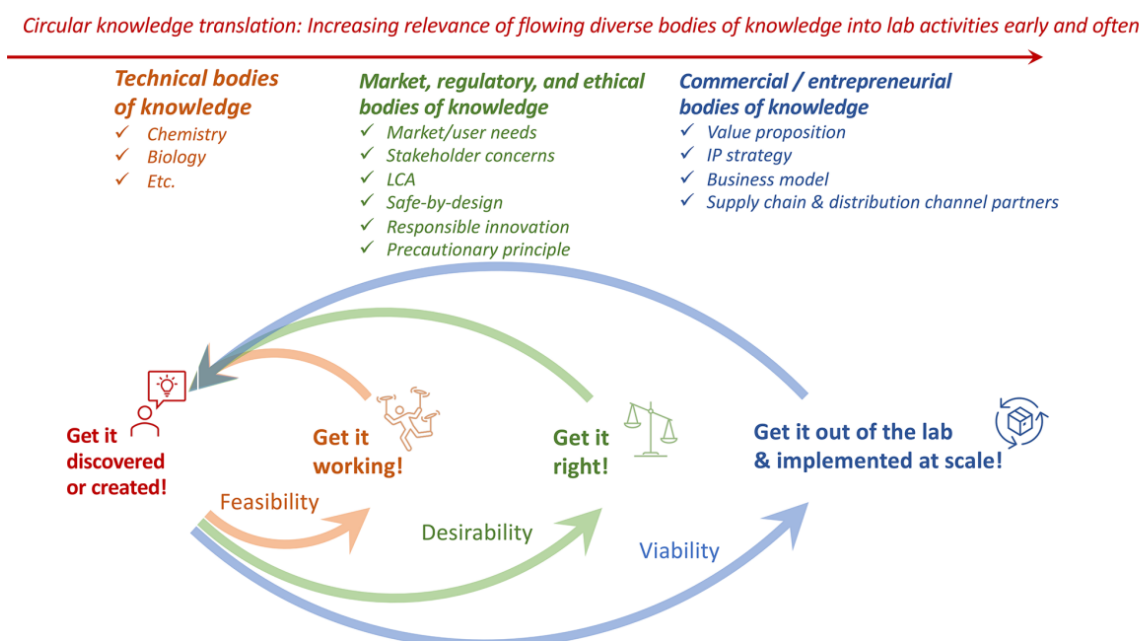 Circular knowledge translation: Increasing relevance of flowing diverse bodies of knowledge into lab activities early and often
Technical bodies
of knowledge
✓ Chemistry
✓ Biology
✓ Etc.
Market, regulatory, and ethical
bodies of knowledge
✓ Market/user needs
✓ Stakeholder concerns
✓ LCA
✓ Safe-by-design
✓ Responsible innovation
✓ Precautionary principle
Commercial / entrepreneurial
bodies of knowledge
✓ Value proposition
✓ IP strategy
✓ Business model
✓ Supply chain & distribution channel partners
Get it
discovered
or created!
Get it
working!
Get it
right!
Get it out of the lab
& implemented at scale!
Feasibility
Desirability
Viability